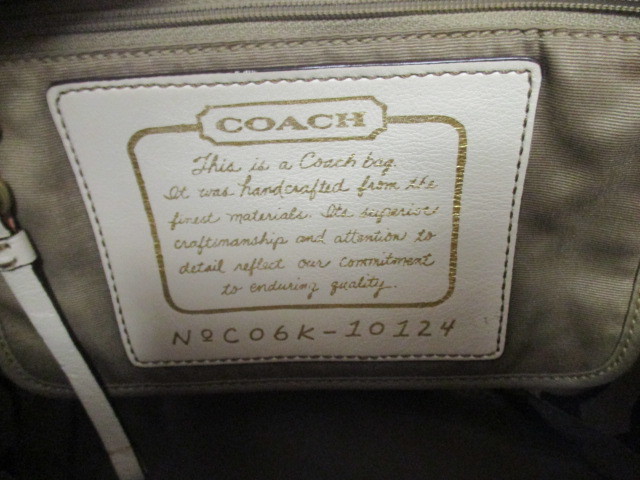 COACH
This is a Coach bag.
It was handcrafted from the
finest materials. Its superior
craftsmanship and attention to
detail reflect our commitment
to enduring quality.
NºC06K-10124